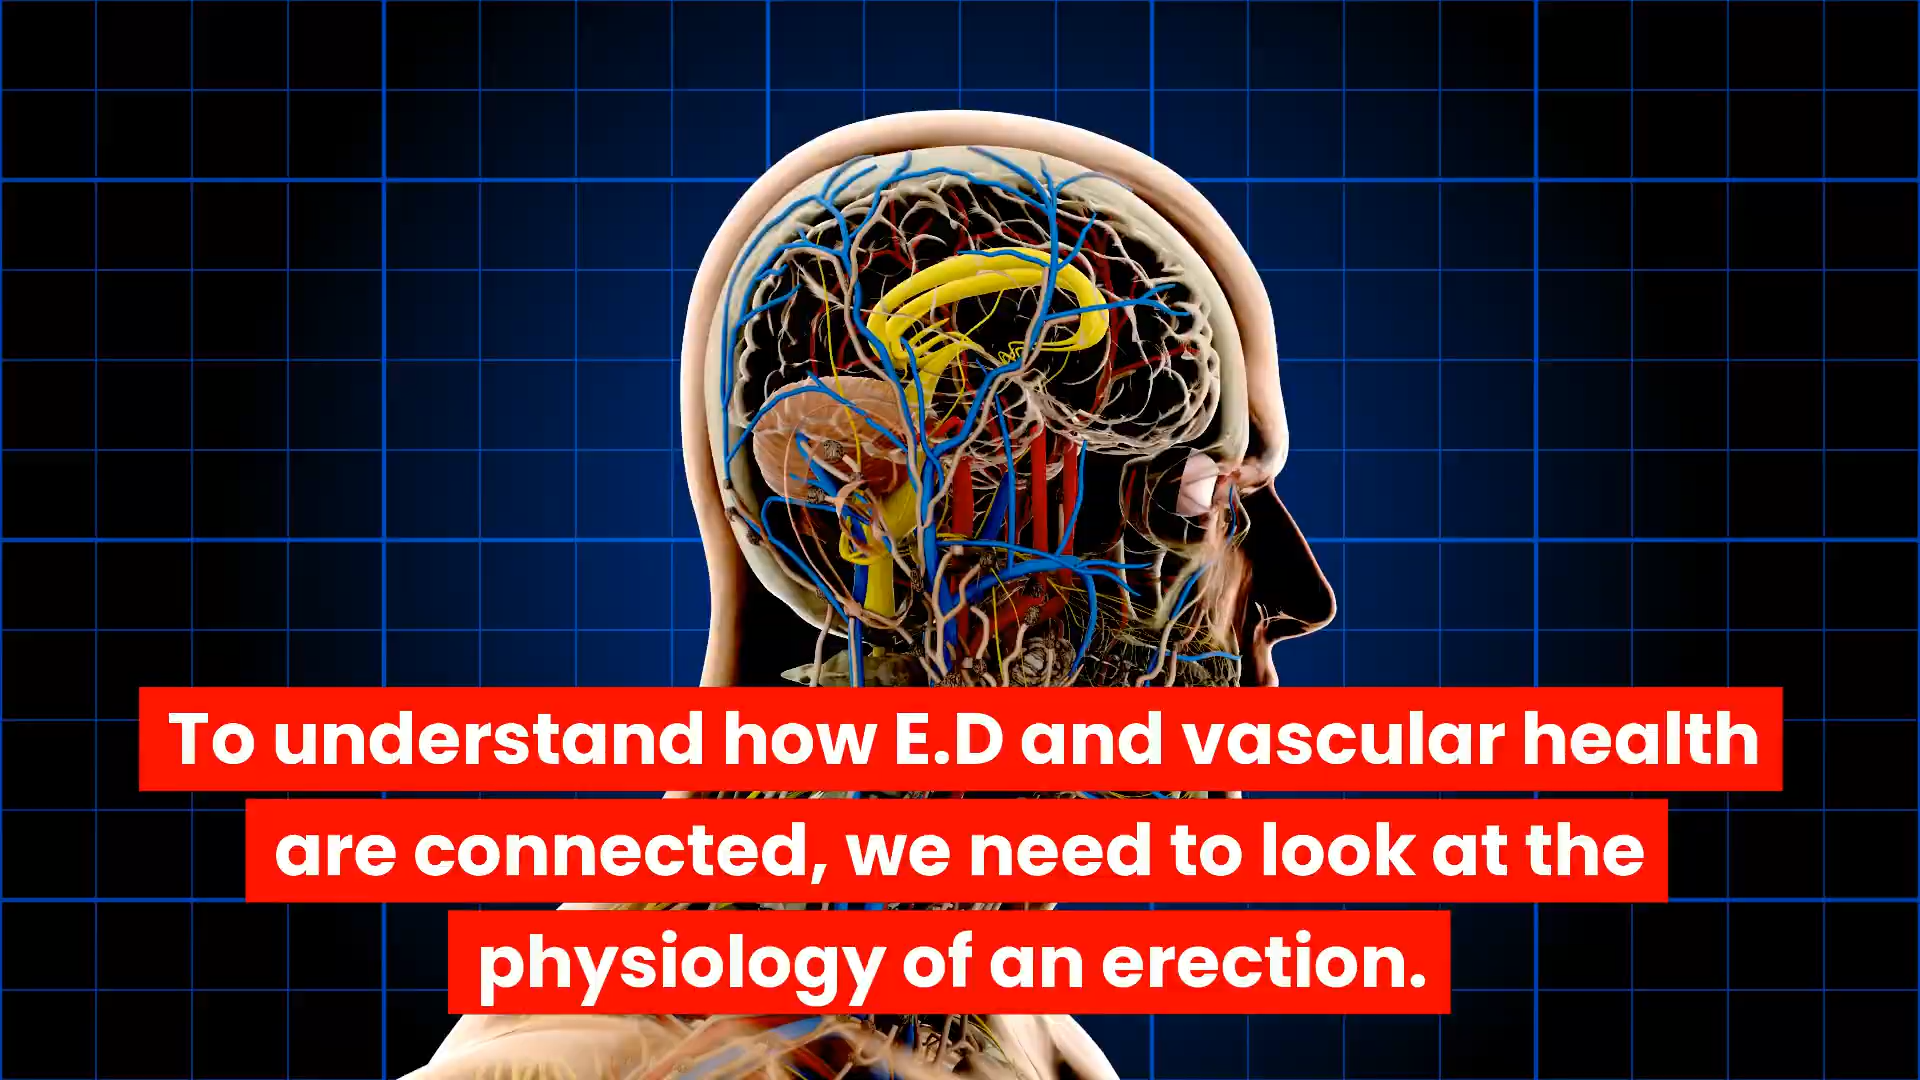 To understand how E.D and vascular health
are connected, we need to look at the
physiology of an erection.